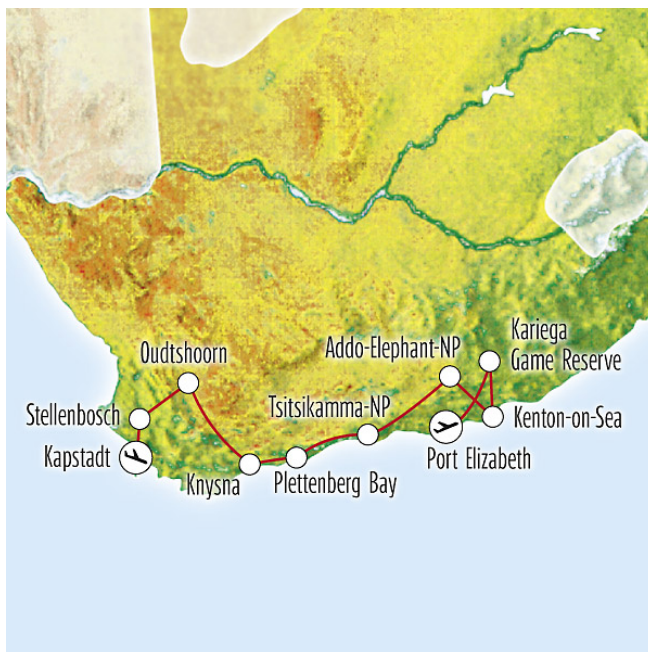 Kariega
Game Reserve
Addo-Elephant-NP
Oudtshoorn
Tsitsikamma-NP
Stellenbosch
Kenton-on-Sea
Kapstadt
Port Elizabeth
Knysna
Plettenberg Bay